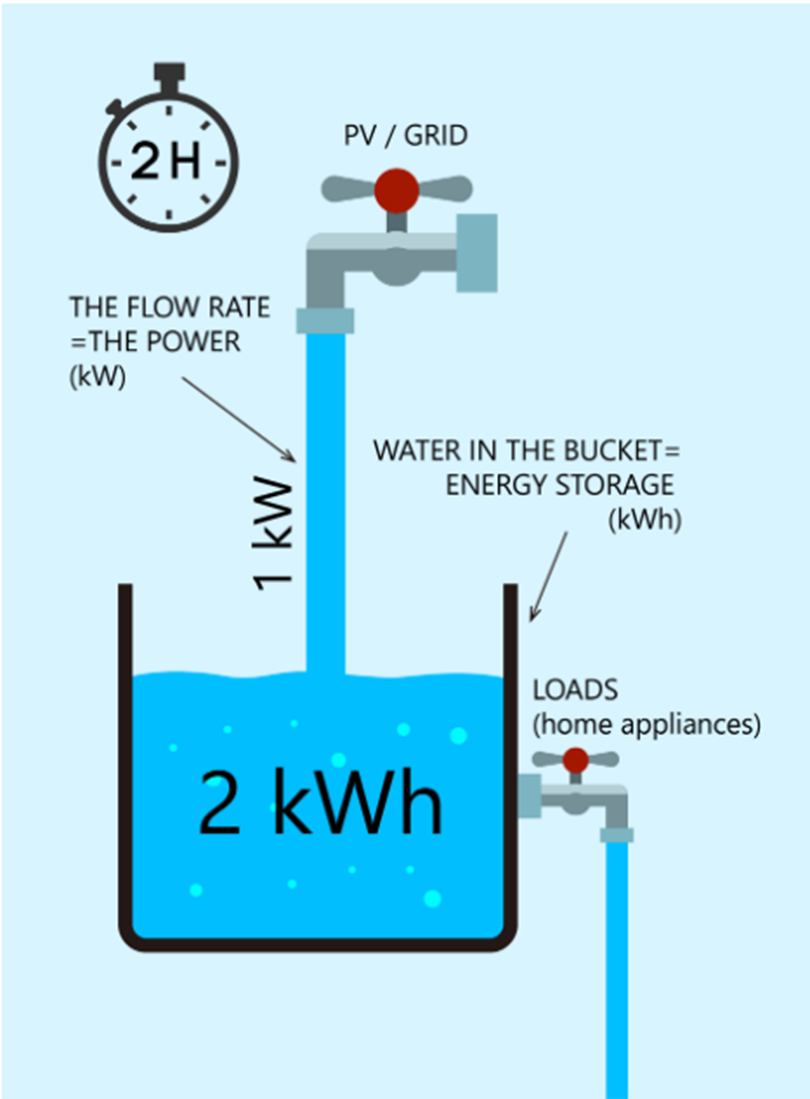 2H
PV / GRID
THE FLOW RATE
=THE POWER
(kW)
WATER IN THE BUCKET=
ENERGY STORAGE
(kWh)
1 kW
LOADS
(home appliances)
2 kWh